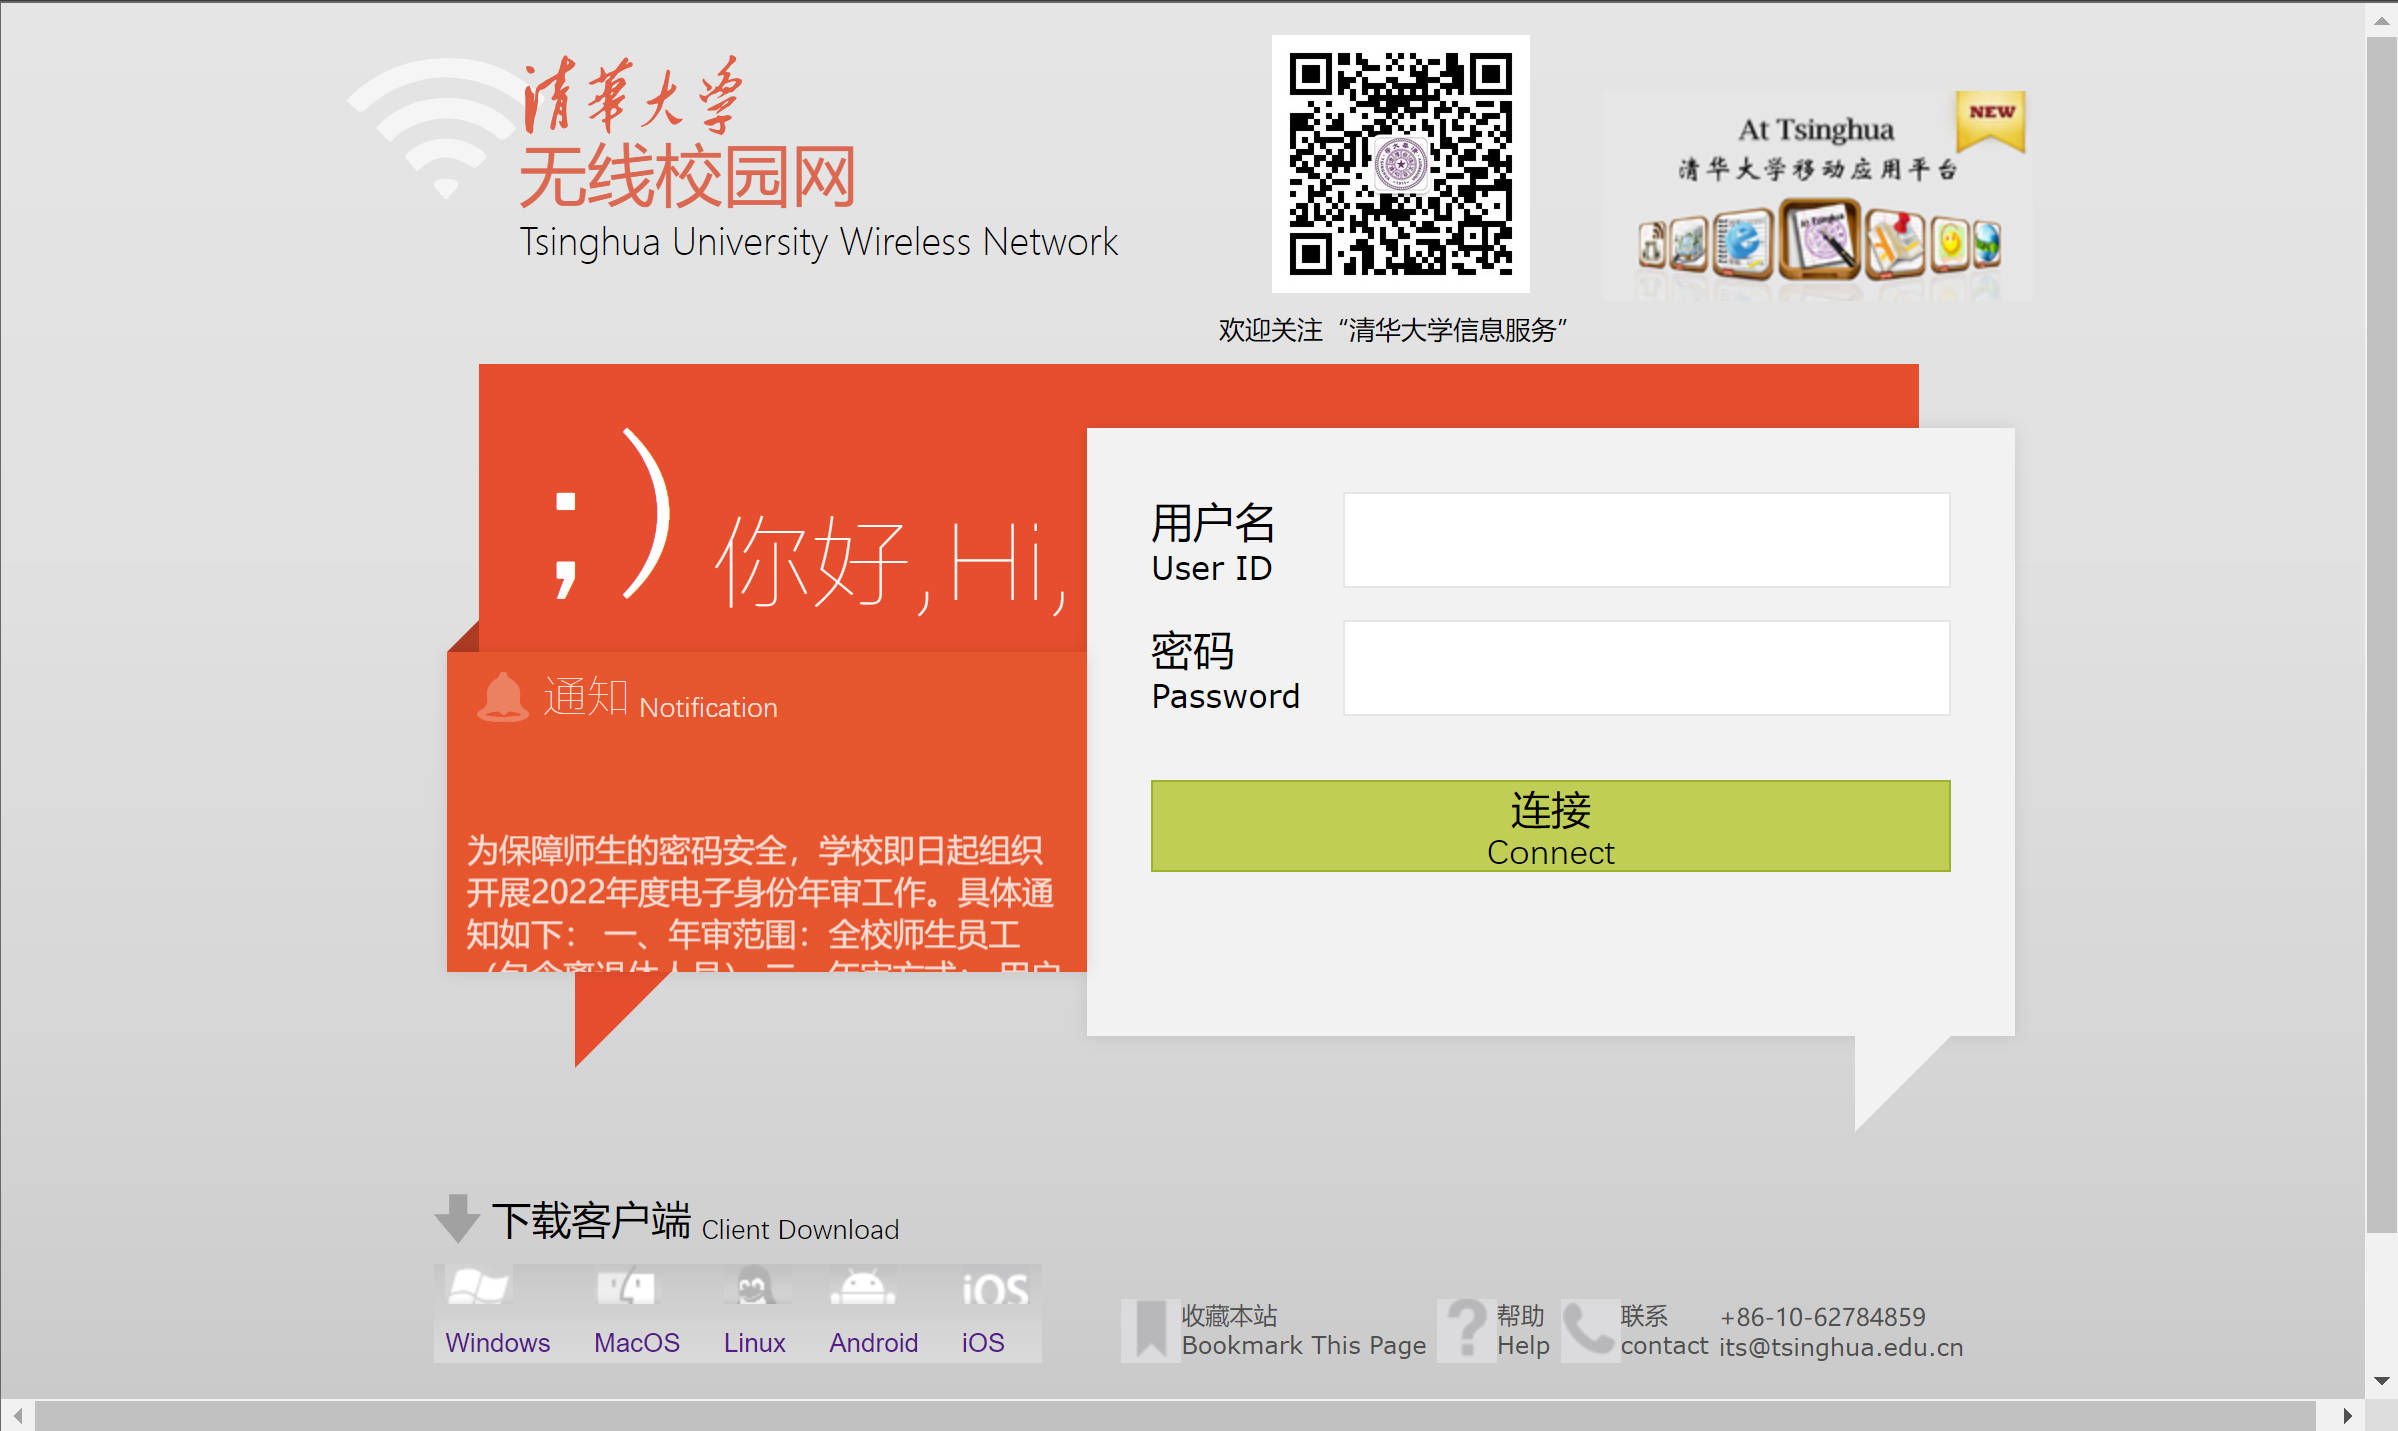 清华大学
无线校园网
Tsinghua University Wireless Network
欢迎关注“清华大学信息服务”
NEW
At Tsinghua
清华大学移动应用平台
;) 你好,Hi,
通知 Notification
为保障师生的密码安全，学校即日起组织
开展2022年度电子身份年审工作。具体通
知如下： 一、年审范围：全校师生员工
用户名
User ID
密码
Password
连接
Connect
下载客户端 Client Download
iOS
Windows MacOS Linux Android iOS
收藏本站
Bookmark This Page
帮助
Help
联系
contact
+86-10-62784859
its@tsinghua.edu.cn